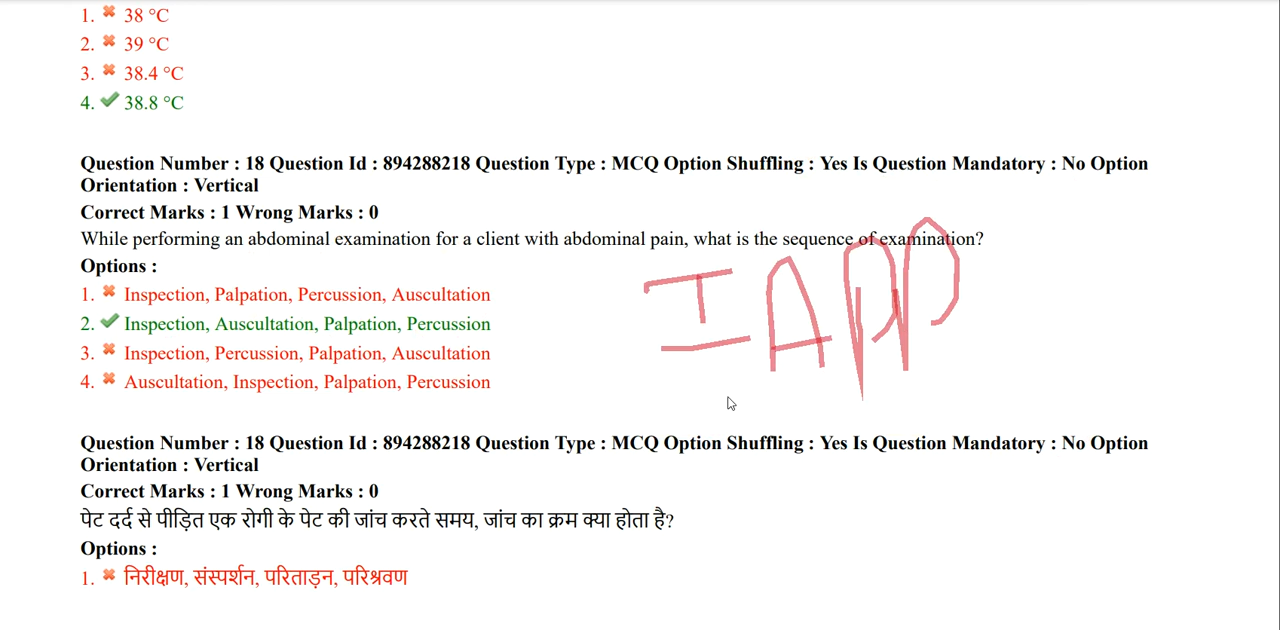 1. 38 °C
2. 39 °C
3. 38.4 °C
4. 38.8 °C
Question Number : 18 Question Id : 894288218 Question Type : MCQ Option Shuffling : Yes Is Question Mandatory : No Option
Orientation : Vertical
Correct Marks : 1 Wrong Marks : 0
While performing an abdominal examination for a client with abdominal pain, what is the sequence of examination?
Options :
1. Inspection, Palpation, Percussion, Auscultation
2. Inspection, Auscultation, Palpation, Percussion
3. Inspection, Percussion, Palpation, Auscultation
4. Auscultation, Inspection, Palpation, Percussion
IAPP
Question Number : 18 Question Id : 894288218 Question Type : MCQ Option Shuffling : Yes Is Question Mandatory : No Option
Orientation : Vertical
Correct Marks : 1 Wrong Marks : 0
पेट दर्द से पीड़ित एक रोगी के पेट की जांच करते समय, जांच का क्रम क्या होता है?
Options :
1. निरीक्षण, संस्पर्शन, परिताड़न, परिश्रवण